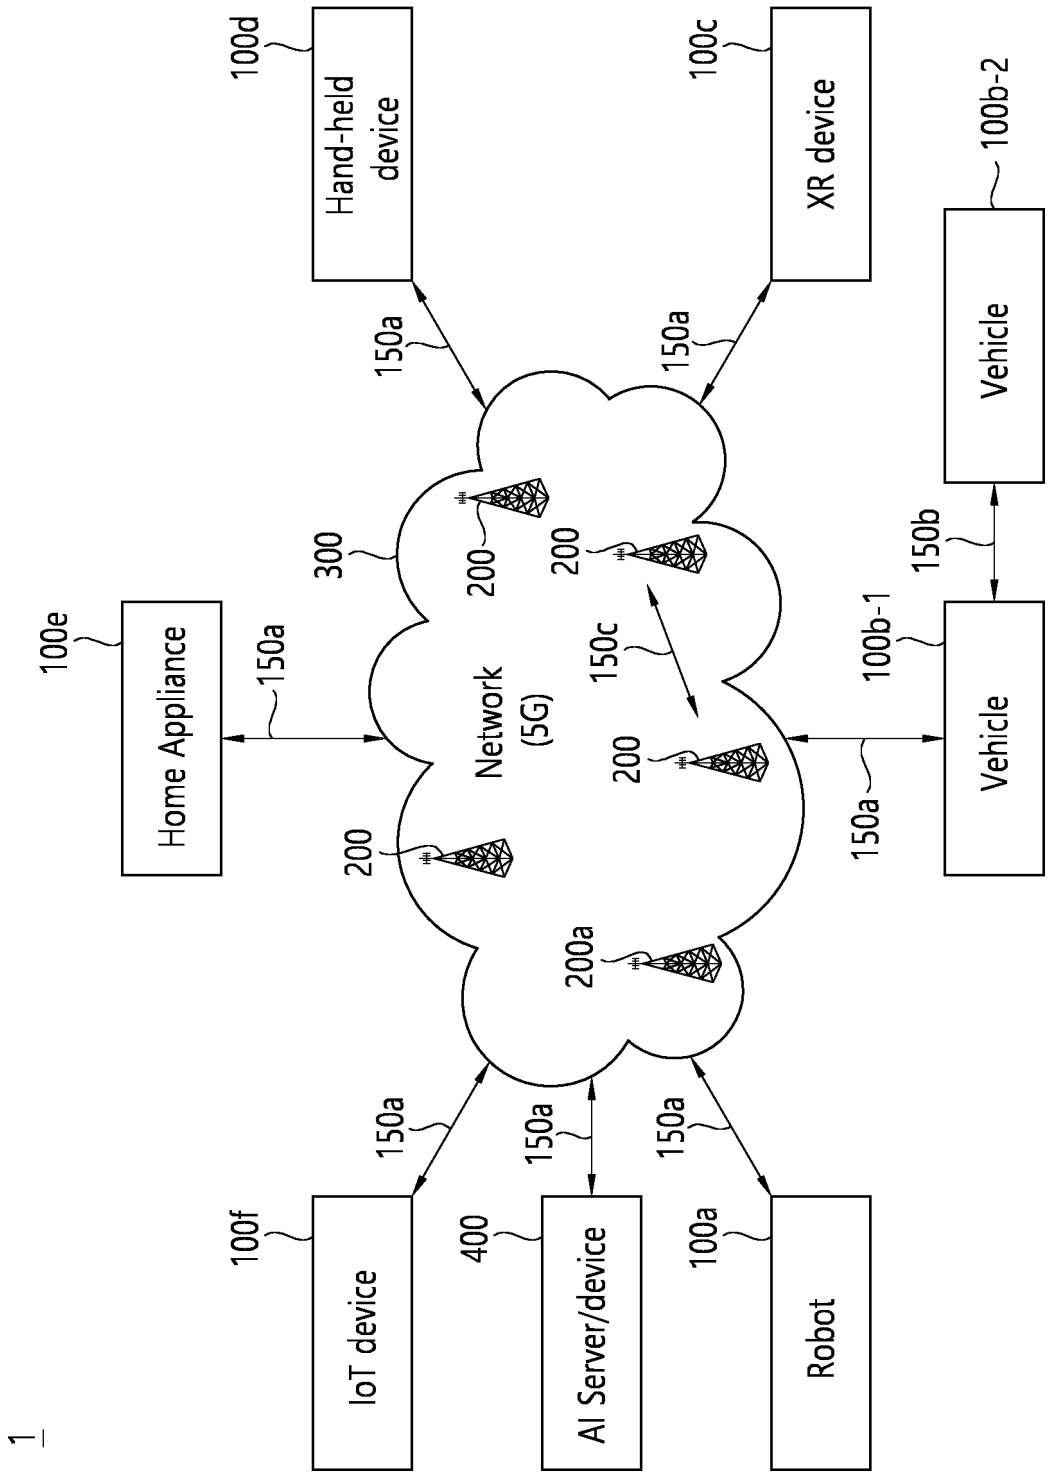 1
100e
Home Appliance
150a
100f
IoT device
150a
100d
Hand-held
device
150a
300
200
200
Network
(5G)
400
AI Server/device
150a
200a
200
200
150c
100a
Robot
150a
100c
XR device
150a
150a
100b-1
Vehicle
150b
100b-2
Vehicle